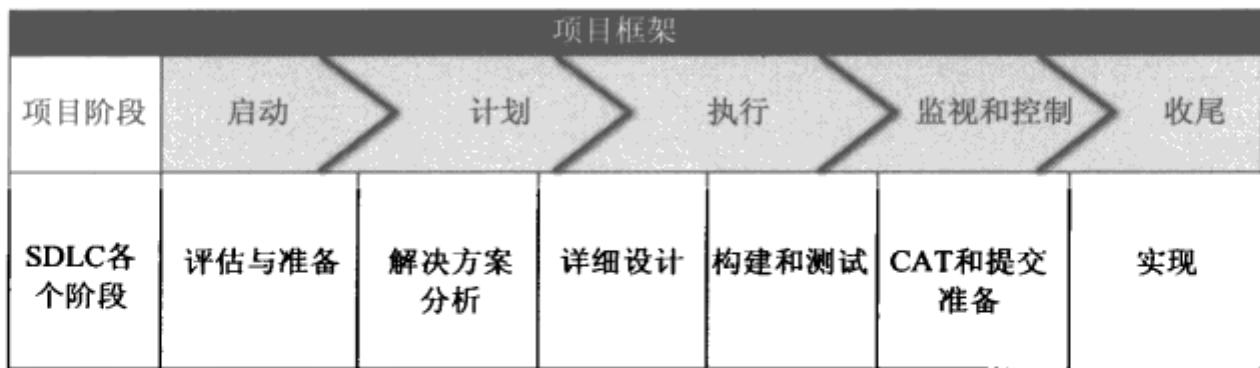 项目框架
项目阶段
启动
计划
执行
监视和控制
收尾
SDLC各
个阶段
评估与准备
解决方案
分析
详细设计
构建和测试
CAT和提交
准备
实现